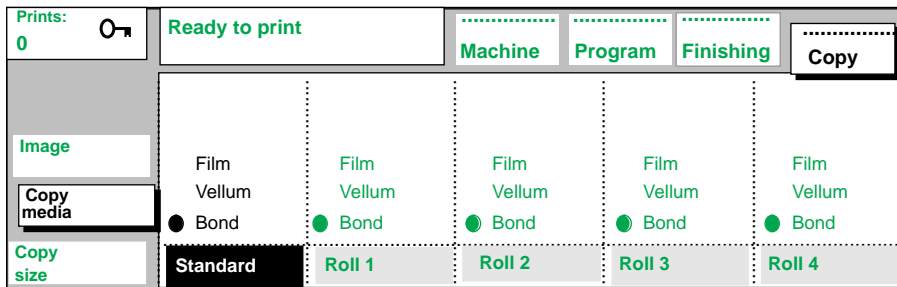 Prints:
0
Ready to print
Machine
Program
Finishing
Copy
Image
Copy
media
Copy
size
Film
Vellum
Bond
Standard
Film
Vellum
Bond
Roll 1
Film
Vellum
Bond
Roll 2
Film
Vellum
Bond
Roll 3
Film
Vellum
Bond
Roll 4